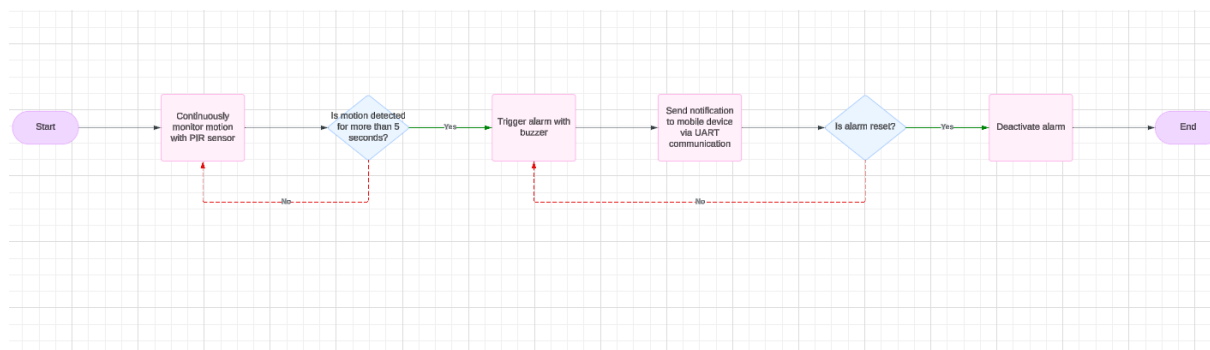 Start
Continuously
monitor motion
with PIR sensor
Is motion detected
for more than 5
seconds?
Yes
No
Trigger alarm with
buzzer
Send notification
to mobile device
via UART
communication
Is alarm reset?
Yes
No
Deactivate alarm
End